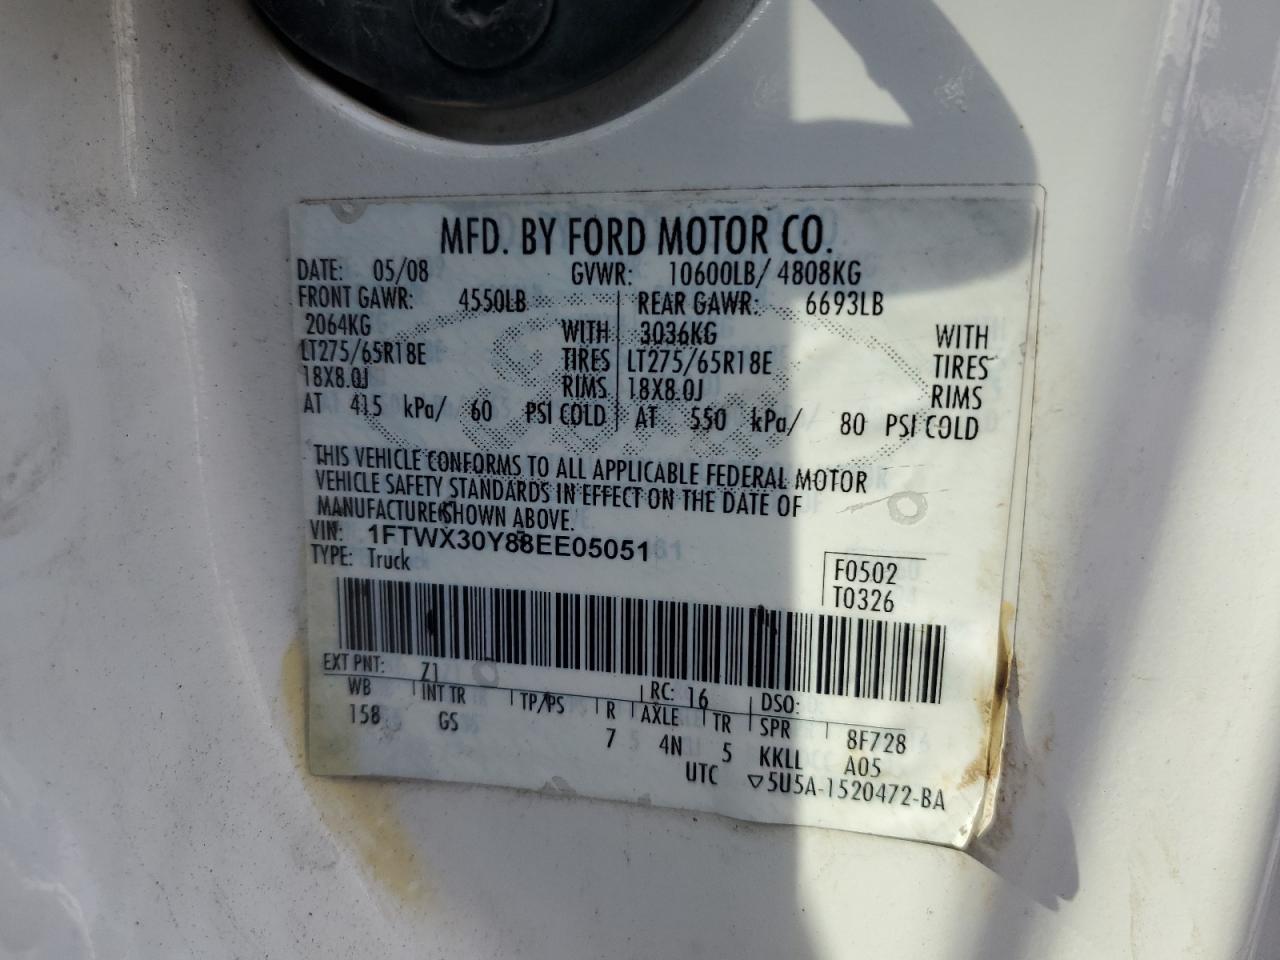 MFD. BY FORD MOTOR CO.
DATE: 05/08 GVWR: 10600LB/ 4808KG
FRONT GAWR: 4550LB REAR GAWR: 6693LB
2064KG WITH 3036KG WITH
LT275/65R18E TIRES LT275/65R18E TIRES
18X8.0J RIMS 18X8.0J RIMS
AT 415 kPa/ 60 PSI COLD AT 550 kPa/ 80 PSI COLD
THIS VEHICLE CONFORMS TO ALL APPLICABLE FEDERAL MOTOR
VEHICLE SAFETY STANDARDS IN EFFECT ON THE DATE OF
MANUFACTURE SHOWN ABOVE.
VIN: 1FTWX30Y88EE05051
TYPE: Truck
F0502
T0326
EXT PNT: Z1 RC: 16 DSO:
WB INT TR TP/PS R AXLE TR SPR 8F728
158 GS 7 4N 5 KKLL A05
UTC ▽5U5A-1520472-BA